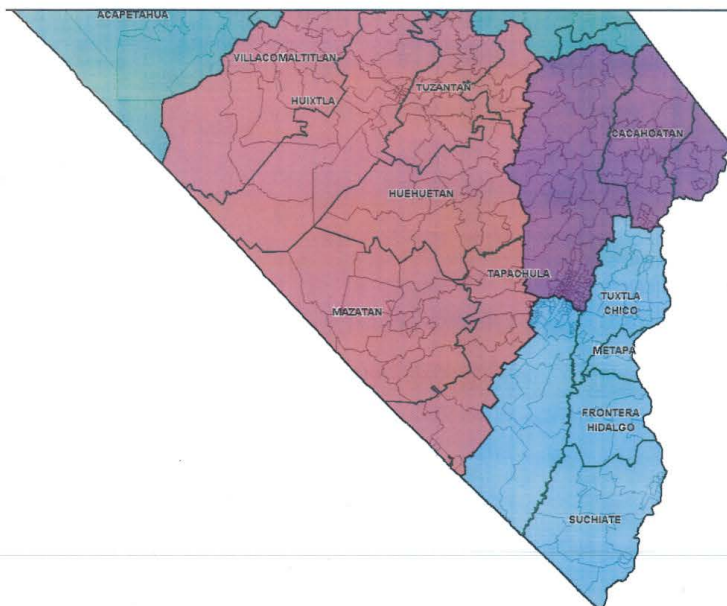 ACAPETAHUA
VILLACOMALTITLAN
TUZANTAN
HUIXTLA
CACAHOATAN
HUEHUETAN
TAPACHULA
TUXTLA
CHICO
MAZATAN
METAPA
FRONTERA
HIDALGO
SUCHIATE